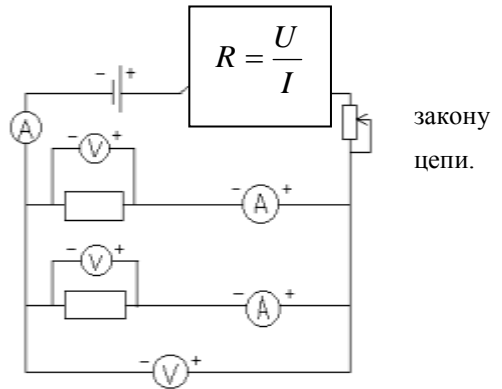 R = U / I
- +
A
закону
цепи.
- V +
- A +
- V +
- A +
- V +